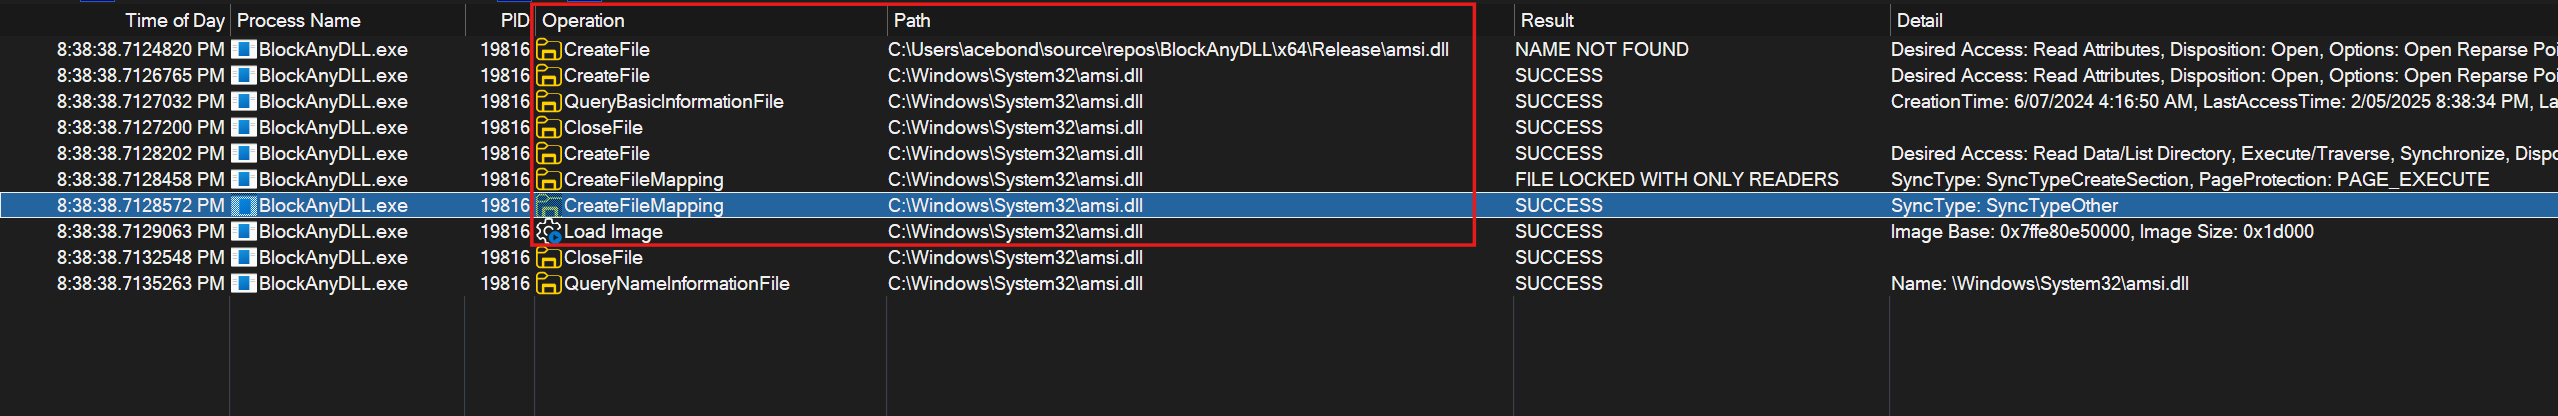 Time of Day Process Name PID Operation Path Result Detail
8:38:38.7124820 PM BlockAnyDLL.exe 19816 CreateFile C:\Users\acebond\source\repos\BlockAnyDLL\x64\Release\amsi.dll NAME NOT FOUND Desired Access: Read Attributes, Disposition: Open, Options: Open Reparse Poi
8:38:38.7126765 PM BlockAnyDLL.exe 19816 CreateFile C:\Windows\System32\amsi.dll SUCCESS Desired Access: Read Attributes, Disposition: Open, Options: Open Reparse Poi
8:38:38.7127032 PM BlockAnyDLL.exe 19816 QueryBasicInformationFile C:\Windows\System32\amsi.dll SUCCESS CreationTime: 6/07/2024 4:16:50 AM, LastAccessTime: 2/05/2025 8:38:34 PM, La
8:38:38.7127200 PM BlockAnyDLL.exe 19816 CloseFile C:\Windows\System32\amsi.dll SUCCESS
8:38:38.7128202 PM BlockAnyDLL.exe 19816 CreateFile C:\Windows\System32\amsi.dll SUCCESS Desired Access: Read Data/List Directory, Execute/Traverse, Synchronize, Dispo
8:38:38.7128458 PM BlockAnyDLL.exe 19816 CreateFileMapping C:\Windows\System32\amsi.dll FILE LOCKED WITH ONLY READERS SyncType: SyncTypeCreateSection, PageProtection: PAGE_EXECUTE
8:38:38.7128572 PM BlockAnyDLL.exe 19816 CreateFileMapping C:\Windows\System32\amsi.dll SUCCESS SyncType: SyncTypeOther
8:38:38.7129063 PM BlockAnyDLL.exe 19816 Load Image C:\Windows\System32\amsi.dll SUCCESS Image Base: 0x7ffe80e50000, Image Size: 0x1d000
8:38:38.7132548 PM BlockAnyDLL.exe 19816 CloseFile C:\Windows\System32\amsi.dll SUCCESS
8:38:38.7135263 PM BlockAnyDLL.exe 19816 QueryNameInformationFile C:\Windows\System32\amsi.dll SUCCESS Name: \Windows\System32\amsi.dll